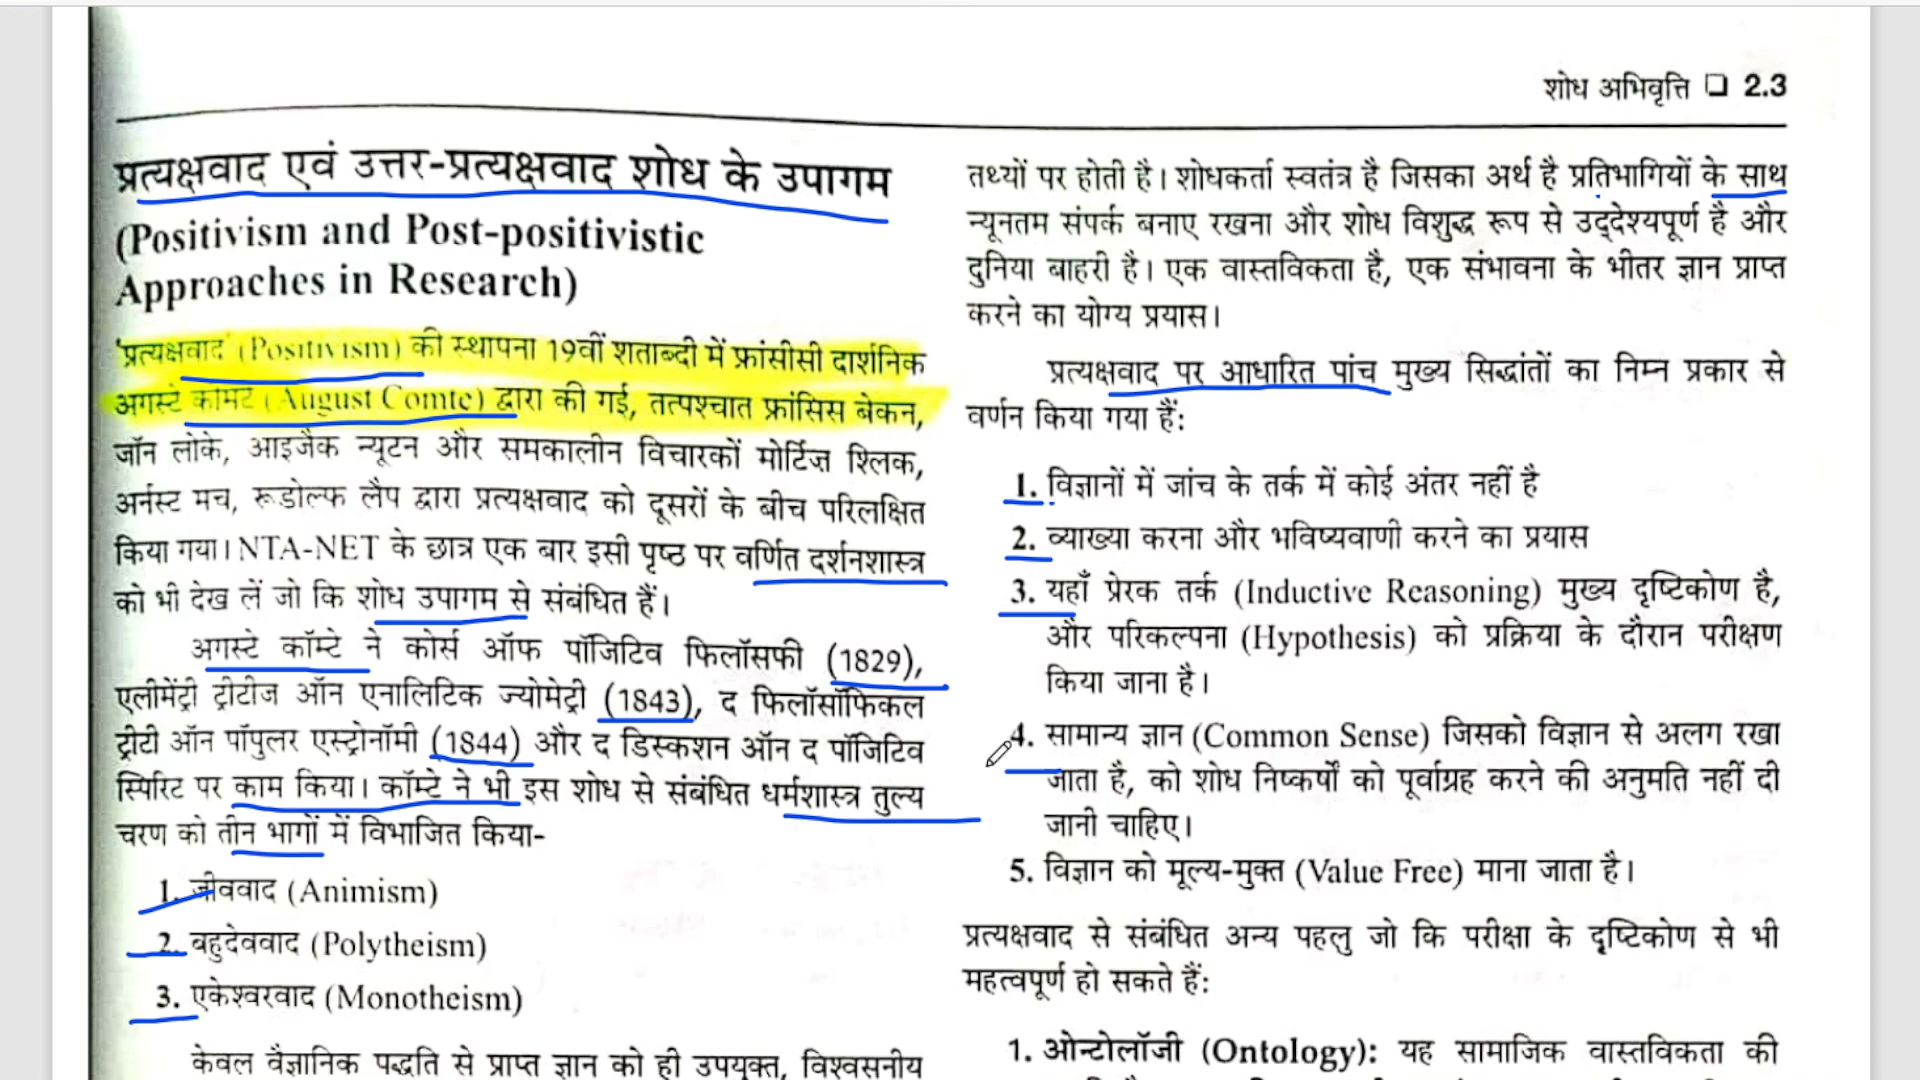 शोध अभिवृत्ति ❑ 2.3
प्रत्यक्षवाद एवं उत्तर-प्रत्यक्षवाद शोध के उपागम
(Positivism and Post-positivistic
Approaches in Research)
'प्रत्यक्षवाद' (Positivism) की स्थापना 19वीं शताब्दी में फ्रांसीसी दार्शनिक
अगस्टे कॉमटे (August Comte) द्वारा की गई, तत्पश्चात फ्रांसिस बेकन,
जॉन लोके, आइजैक न्यूटन और समकालीन विचारकों मोर्टिज श्लिक,
अर्नस्ट मच, रूडोल्फ लैप द्वारा प्रत्यक्षवाद को दूसरों के बीच परिलक्षित
किया गया। NTA-NET के छात्र एक बार इसी पृष्ठ पर वर्णित दर्शनशास्त्र
को भी देख लें जो कि शोध उपागम से संबंधित हैं।
अगस्टे कॉम्टे ने कोर्स ऑफ पॉजिटिव फिलॉसफी (1829),
एलीमेंट्री ट्रीटीज ऑन एनालिटिक ज्योमेट्री (1843), द फिलॉसॉफिकल
ट्रीटी ऑन पॉपुलर एस्ट्रोनॉमी (1844) और द डिस्कशन ऑन द पॉजिटिव
स्पिरिट पर काम किया। कॉम्टे ने भी इस शोध से संबंधित धर्मशास्त्र तुल्य
चरण को तीन भागों में विभाजित किया-
1. जीववाद (Animism)
2. बहुदेववाद (Polytheism)
3. एकेश्वरवाद (Monotheism)
केवल वैज्ञानिक पद्धति से प्राप्त ज्ञान को ही उपयुक्त, विश्वसनीय
तथ्यों पर होती है। शोधकर्ता स्वतंत्र है जिसका अर्थ है प्रतिभागियों के साथ
न्यूनतम संपर्क बनाए रखना और शोध विशुद्ध रूप से उद्देश्यपूर्ण है और
दुनिया बाहरी है। एक वास्तविकता है, एक संभावना के भीतर ज्ञान प्राप्त
करने का योग्य प्रयास।
प्रत्यक्षवाद पर आधारित पांच मुख्य सिद्धांतों का निम्न प्रकार से
वर्णन किया गया हैं:
1. विज्ञानों में जांच के तर्क में कोई अंतर नहीं है
2. व्याख्या करना और भविष्यवाणी करने का प्रयास
3. यहाँ प्रेरक तर्क (Inductive Reasoning) मुख्य दृष्टिकोण है,
और परिकल्पना (Hypothesis) को प्रक्रिया के दौरान परीक्षण
किया जाना है।
4. सामान्य ज्ञान (Common Sense) जिसको विज्ञान से अलग रखा
जाता है, को शोध निष्कर्षों को पूर्वाग्रह करने की अनुमति नहीं दी
जानी चाहिए।
5. विज्ञान को मूल्य-मुक्त (Value Free) माना जाता है।
प्रत्यक्षवाद से संबंधित अन्य पहलु जो कि परीक्षा के दृष्टिकोण से भी
महत्वपूर्ण हो सकते हैं:
1. ओन्टोलॉजी (Ontology): यह सामाजिक वास्तविकता की